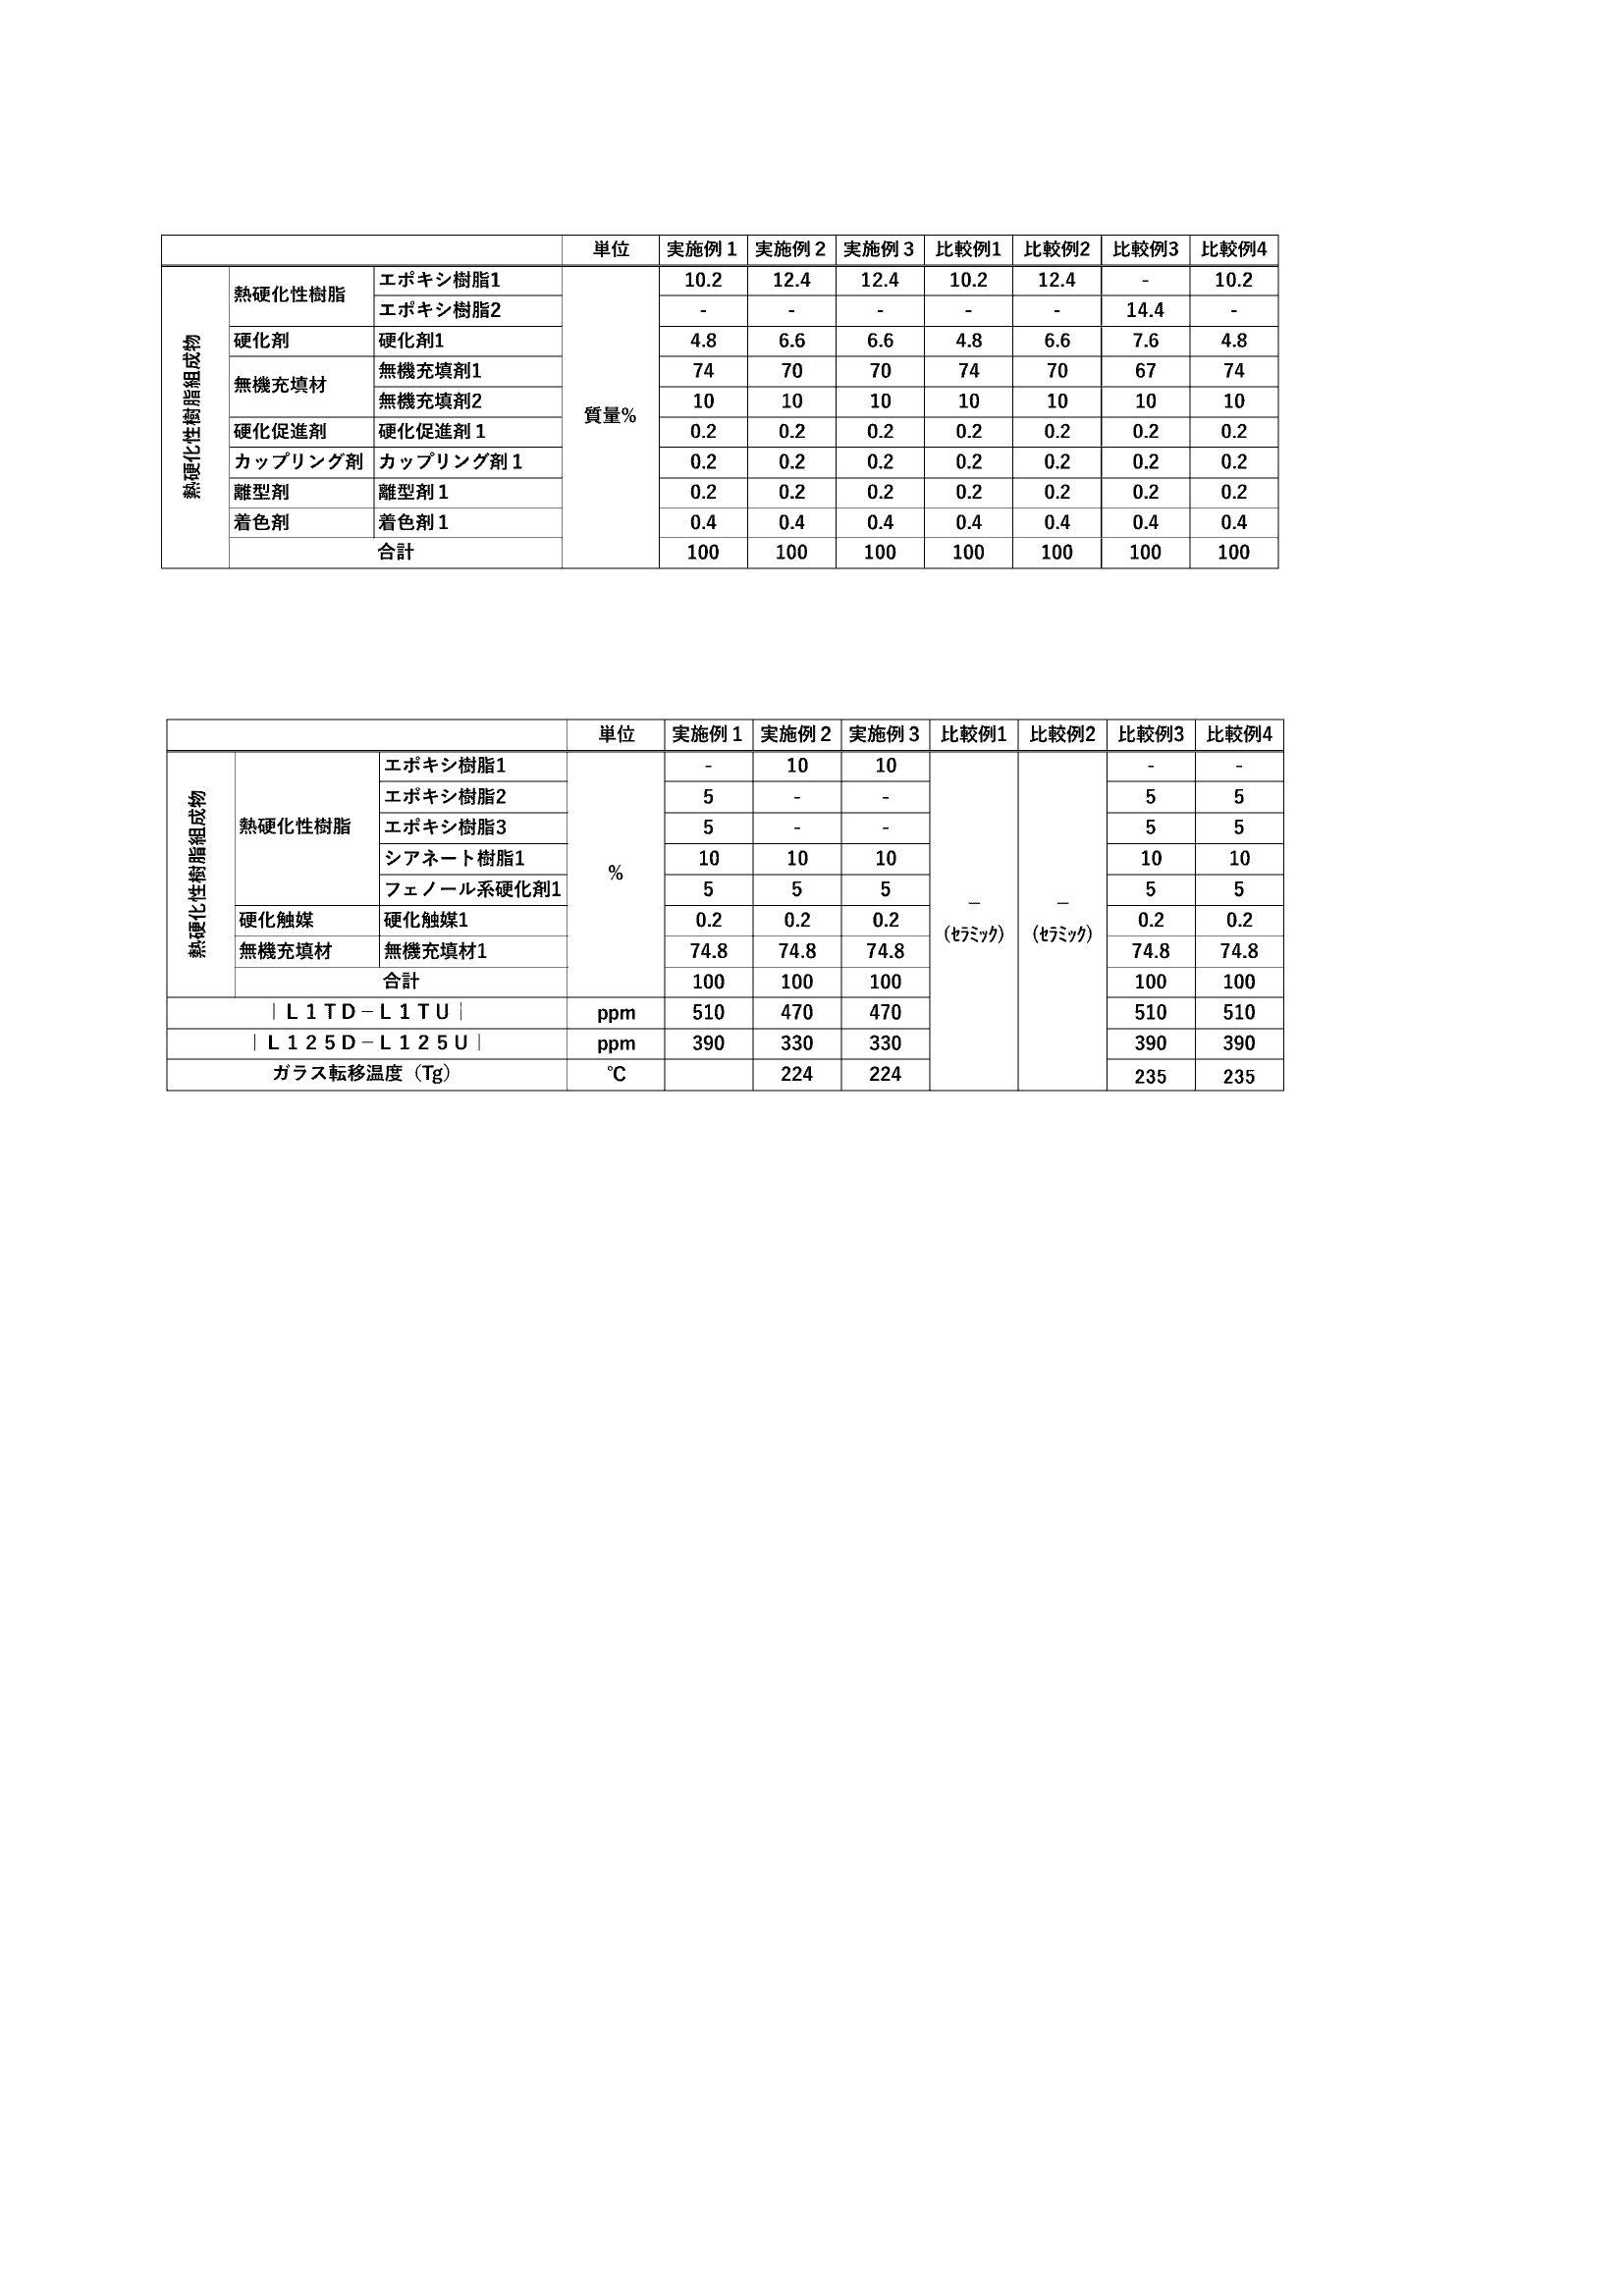 単位 実施例１ 実施例２ 実施例３ 比較例1 比較例2 比較例3 比較例4
熱硬化性樹脂組成物 熱硬化性樹脂 エポキシ樹脂1 質量% 10.2 12.4 12.4 10.2 12.4 - 10.2
エポキシ樹脂2 - - - - - 14.4 -
硬化剤 硬化剤1 4.8 6.6 6.6 4.8 6.6 7.6 4.8
無機充填材 無機充填剤1 74 70 70 74 70 67 74
無機充填剤2 10 10 10 10 10 10 10
硬化促進剤 硬化促進剤１ 0.2 0.2 0.2 0.2 0.2 0.2 0.2
カップリング剤 カップリング剤１ 0.2 0.2 0.2 0.2 0.2 0.2 0.2
離型剤 離型剤１ 0.2 0.2 0.2 0.2 0.2 0.2 0.2
着色剤 着色剤１ 0.4 0.4 0.4 0.4 0.4 0.4 0.4
合計 100 100 100 100 100 100 100
単位 実施例１ 実施例２ 実施例３ 比較例1 比較例2 比較例3 比較例4
熱硬化性樹脂組成物 熱硬化性樹脂 エポキシ樹脂1 % - 10 10 － (ｾﾗﾐｯｸ) － (ｾﾗﾐｯｸ) - -
エポキシ樹脂2 5 - - 5 5
エポキシ樹脂3 5 - - 5 5
シアネート樹脂1 10 10 10 10 10
フェノール系硬化剤1 5 5 5 5 5
硬化触媒 硬化触媒1 0.2 0.2 0.2 0.2 0.2
無機充填材 無機充填材1 74.8 74.8 74.8 74.8 74.8
合計 100 100 100 100 100
｜Ｌ１ＴＤ－Ｌ１ＴＵ｜ ppm 510 470 470 510 510
｜Ｌ１２５Ｄ－Ｌ１２５Ｕ｜ ppm 390 330 330 390 390
ガラス転移温度（Tg） ℃ 224 224 235 235